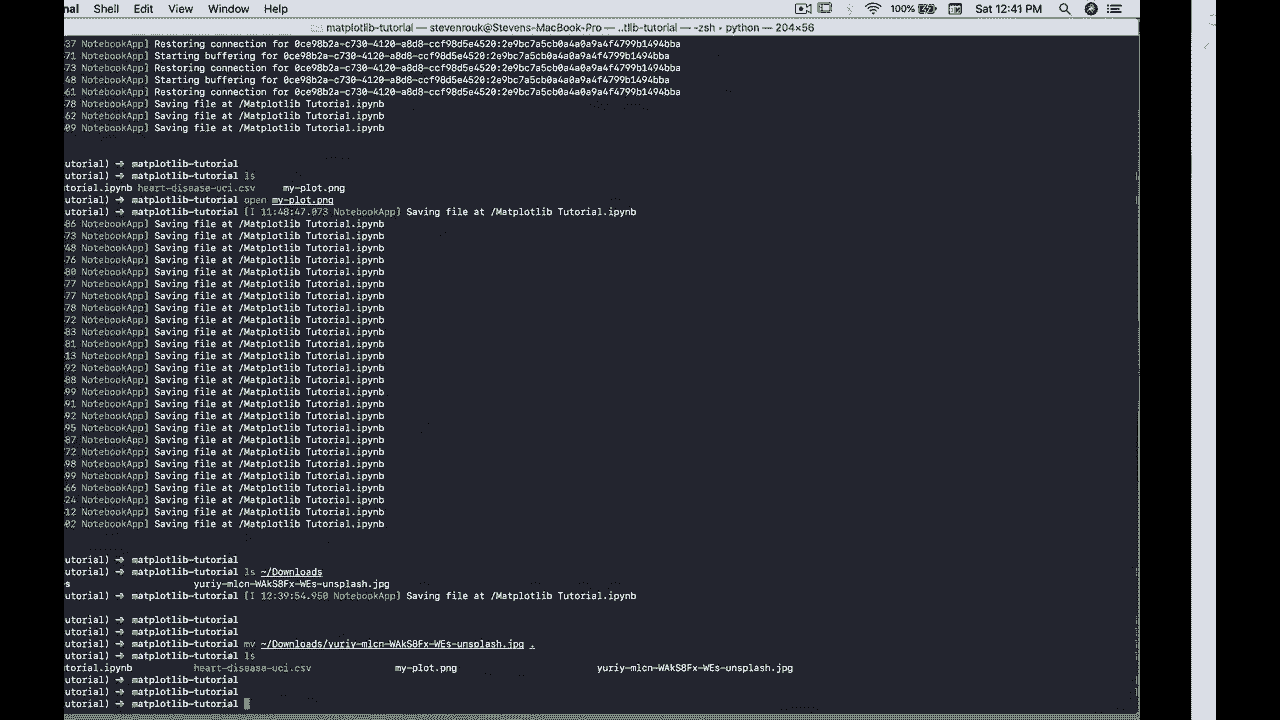 nal Shell Edit View Window Help 100% Sat 12:41 PM
matplotlib-tutorial — stevenrouk@Stevens-MacBook-Pro — ..tlib-tutorial — -zsh ▸ python — 204×56
37 NotebookApp] Restoring connection for 0ce98b2a-c730-4120-a8d8-ccf98d5e4520:2e9bc7a5cb0a4a0a9a4f4799b1494bba
71 NotebookApp] Starting buffering for 0ce98b2a-c730-4120-a8d8-ccf98d5e4520:2e9bc7a5cb0a4a0a9a4f4799b1494bba
73 NotebookApp] Restoring connection for 0ce98b2a-c730-4120-a8d8-ccf98d5e4520:2e9bc7a5cb0a4a0a9a4f4799b1494bba
48 NotebookApp] Starting buffering for 0ce98b2a-c730-4120-a8d8-ccf98d5e4520:2e9bc7a5cb0a4a0a9a4f4799b1494bba
61 NotebookApp] Restoring connection for 0ce98b2a-c730-4120-a8d8-ccf98d5e4520:2e9bc7a5cb0a4a0a9a4f4799b1494bba
78 NotebookApp] Saving file at /Matplotlib Tutorial.ipynb
62 NotebookApp] Saving file at /Matplotlib Tutorial.ipynb
09 NotebookApp] Saving file at /Matplotlib Tutorial.ipynb
utorial) → matplotlib-tutorial
utorial) → matplotlib-tutorial ls
torial.ipynb heart-disease-uci.csv my-plot.png
utorial) → matplotlib-tutorial open my-plot.png
utorial) → matplotlib-tutorial [I 11:48:47.073 NotebookApp] Saving file at /Matplotlib Tutorial.ipynb
86 NotebookApp] Saving file at /Matplotlib Tutorial.ipynb
73 NotebookApp] Saving file at /Matplotlib Tutorial.ipynb
48 NotebookApp] Saving file at /Matplotlib Tutorial.ipynb
76 NotebookApp] Saving file at /Matplotlib Tutorial.ipynb
80 NotebookApp] Saving file at /Matplotlib Tutorial.ipynb
77 NotebookApp] Saving file at /Matplotlib Tutorial.ipynb
77 NotebookApp] Saving file at /Matplotlib Tutorial.ipynb
78 NotebookApp] Saving file at /Matplotlib Tutorial.ipynb
72 NotebookApp] Saving file at /Matplotlib Tutorial.ipynb
83 NotebookApp] Saving file at /Matplotlib Tutorial.ipynb
81 NotebookApp] Saving file at /Matplotlib Tutorial.ipynb
13 NotebookApp] Saving file at /Matplotlib Tutorial.ipynb
92 NotebookApp] Saving file at /Matplotlib Tutorial.ipynb
88 NotebookApp] Saving file at /Matplotlib Tutorial.ipynb
99 NotebookApp] Saving file at /Matplotlib Tutorial.ipynb
91 NotebookApp] Saving file at /Matplotlib Tutorial.ipynb
92 NotebookApp] Saving file at /Matplotlib Tutorial.ipynb
95 NotebookApp] Saving file at /Matplotlib Tutorial.ipynb
87 NotebookApp] Saving file at /Matplotlib Tutorial.ipynb
72 NotebookApp] Saving file at /Matplotlib Tutorial.ipynb
98 NotebookApp] Saving file at /Matplotlib Tutorial.ipynb
99 NotebookApp] Saving file at /Matplotlib Tutorial.ipynb
66 NotebookApp] Saving file at /Matplotlib Tutorial.ipynb
24 NotebookApp] Saving file at /Matplotlib Tutorial.ipynb
12 NotebookApp] Saving file at /Matplotlib Tutorial.ipynb
02 NotebookApp] Saving file at /Matplotlib Tutorial.ipynb
utorial) → matplotlib-tutorial
utorial) → matplotlib-tutorial ls ~/Downloads
s yuriy-mlcn-WAkS8Fx-WEs-unsplash.jpg
utorial) → matplotlib-tutorial [I 12:39:54.950 NotebookApp] Saving file at /Matplotlib Tutorial.ipynb
utorial) → matplotlib-tutorial
utorial) → matplotlib-tutorial
utorial) → matplotlib-tutorial mv ~/Downloads/yuriy-mlcn-WAkS8Fx-WEs-unsplash.jpg .
utorial) → matplotlib-tutorial ls
torial.ipynb heart-disease-uci.csv my-plot.png yuriy-mlcn-WAkS8Fx-WEs-unsplash.jpg
utorial) → matplotlib-tutorial
utorial) → matplotlib-tutorial
utorial) → matplotlib-tutorial